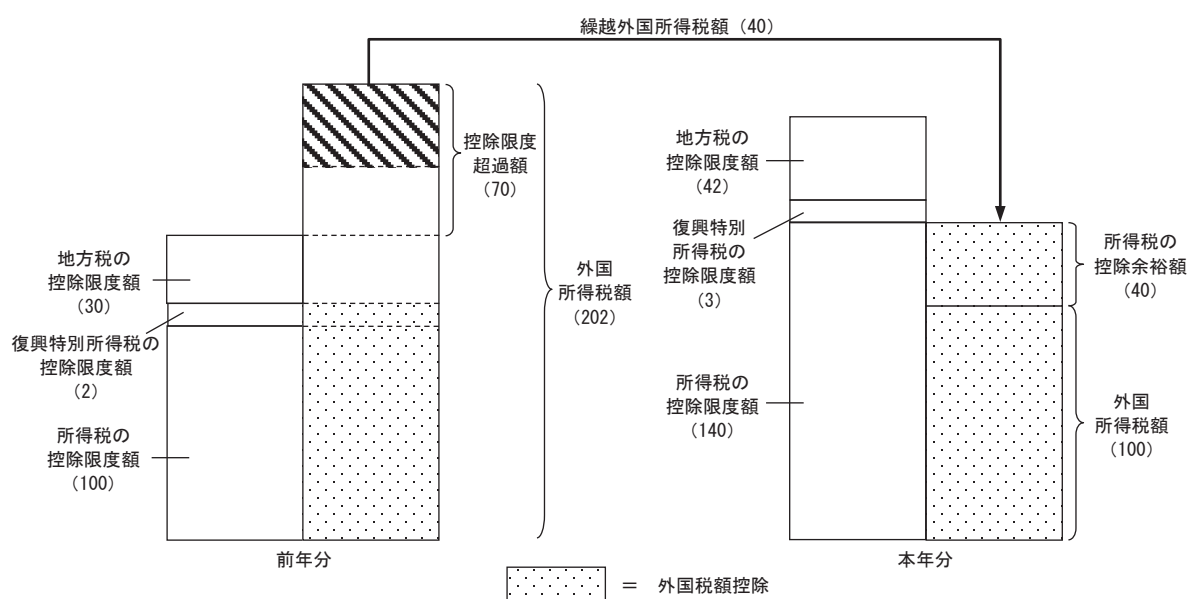 繰越外国所得税額（40）
控除限度
超過額
（70）
地方税の
控除限度額
（30）
復興特別所得税の
控除限度額
（2）
所得税の
控除限度額
（100）
外国
所得税額
（202）
前年分
地方税の
控除限度額
（42）
復興特別
所得税の
控除限度額
（3）
所得税の
控除限度額
（140）
所得税の
控除余裕額
（40）
外国
所得税額
（100）
本年分
＝ 外国税額控除